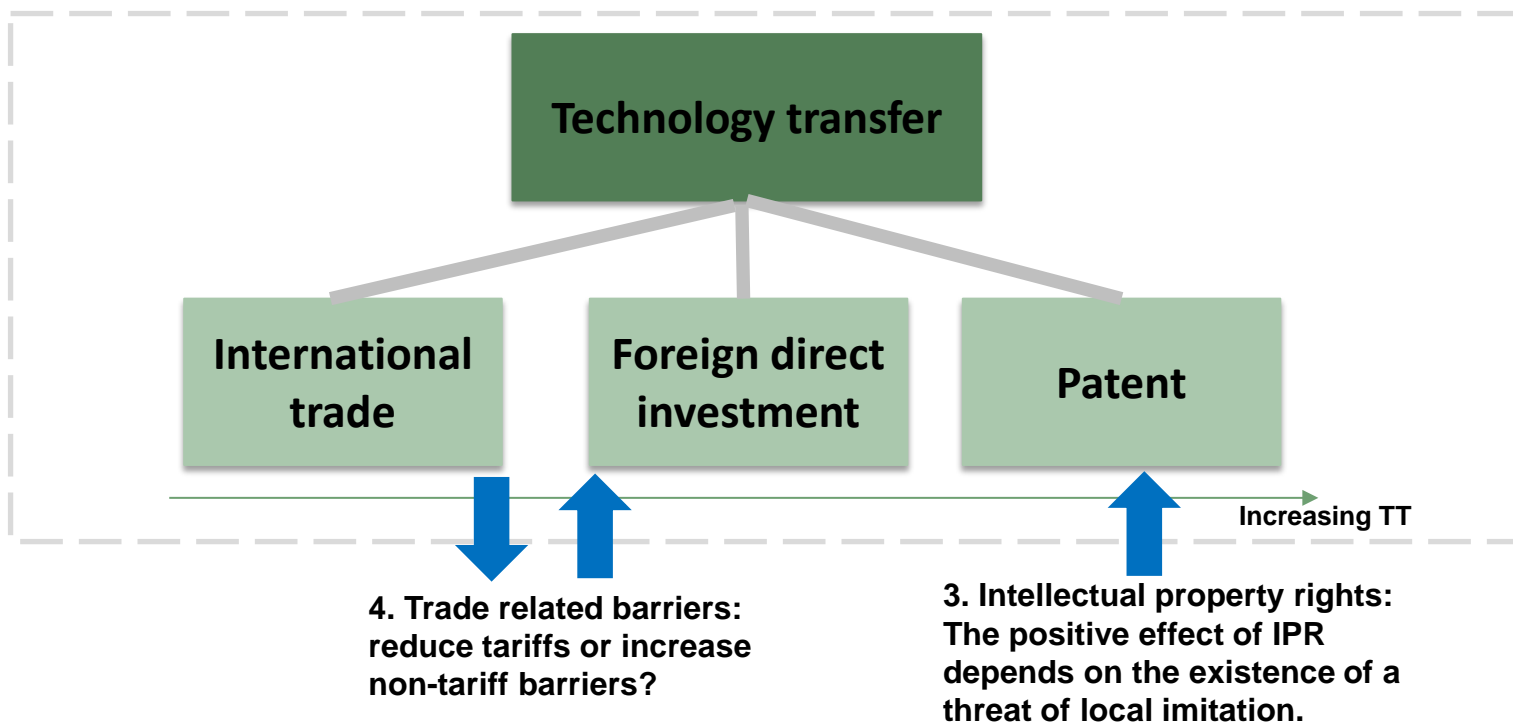 Technology transfer
International
trade
Foreign direct
investment
Patent
Increasing TT
4. Trade related barriers:
reduce tariffs or increase
non-tariff barriers?
3. Intellectual property rights:
The positive effect of IPR
depends on the existence of a
threat of local imitation.